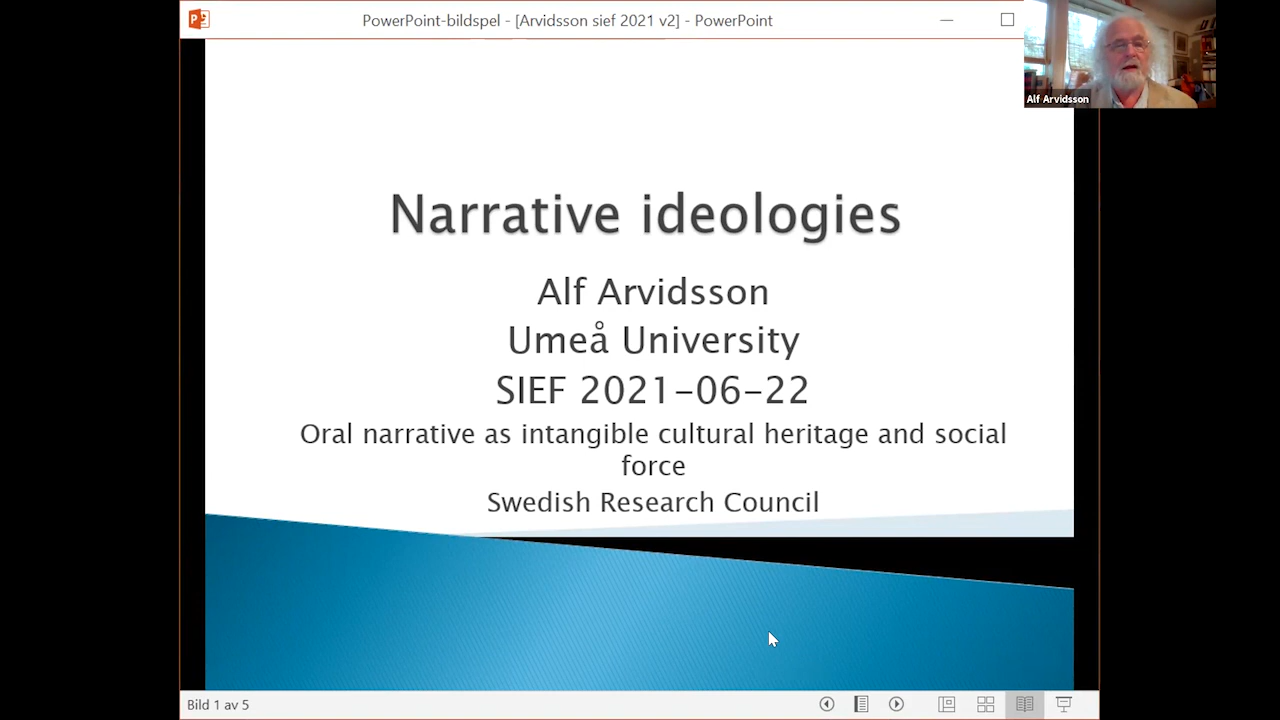 PowerPoint-bildspel - [Arvidsson sief 2021 v2] - PowerPoint
Alf Arvidsson
Narrative ideologies
Alf Arvidsson
Umeå University
SIEF 2021-06-22
Oral narrative as intangible cultural heritage and social
force
Swedish Research Council
Bild 1 av 5